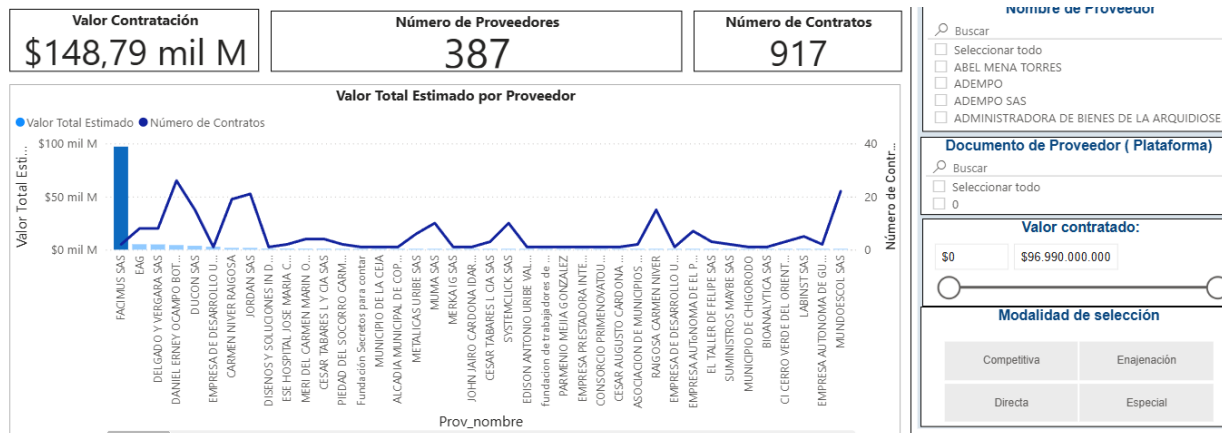 Valor Contratación
$148,79 mil M
Número de Proveedores
387
Número de Contratos
917
Valor Total Estimado por Proveedor
Valor Total Estimado Número de Contratos
Valor Total Esti...
$100 mil M
$50 mil M
$0 mil M
40
20
0
Número de Contr...
FACIMUS SAS
EAG
DELGADO Y VERGARA SAS
DANIEL ERNEY OCAMPO BOT...
DUCON SAS
EMPRESA DE DESARROLLO U...
CARMEN NIVER RAIGOSA
JORDAN SAS
DISENOS Y SOLUCIONES IN D...
ESE HOSPITAL JOSE MARIA C...
MERI DEL CARMEN MARIN O...
CESAR TABARES L Y CIA SAS
PIEDAD DEL SOCORRO CARM...
Fundación Secretos para contar
MUNICIPIO DE LA CEJA
ALCADIA MUNICIPAL DE COP...
METALICAS URIBE SAS
MUMA SAS
MERKA1G SAS
JOHN JAIRO CARDONA IDAR...
CESAR TABARES L CIA SAS
SYSTEMCLICK SAS
EDISON ANTONIO URIBE VAL...
fundacion de trabajadores de ...
PARMENIO MEJIA GONZALEZ
EMPRESA PRESTADORA INTE...
CONSORCIO PRIMENOVATDU...
CESAR AUGUSTO CARDONA ...
ASOCIACION DE MUNICIPIOS ...
RAIGOSA CARMEN NIVER
EMPRESA DE DESARROLLO U...
EMPRESA AUToNOMA DE EL P...
EL TALLER DE FELIPE SAS
SUMINISTROS MAYBE SAS
MUNICIPIO DE CHIGORODO
BIOANALYTICA SAS
CI CERRO VERDE DEL ORIENT...
LABINST SAS
EMPRESA AUTONOMA DE GU...
MUNDOESCOL SAS
Prov_nombre
Nombre de Proveedor
Buscar
Seleccionar todo
ABEL MENA TORRES
ADEMPO
ADEMPO SAS
ADMINISTRADORA DE BIENES DE LA ARQUIDIOSE
Documento de Proveedor ( Plataforma)
Buscar
Seleccionar todo
0
Valor contratado:
$0
$96.990.000.000
Modalidad de selección
Competitiva
Enajenación
Directa
Especial